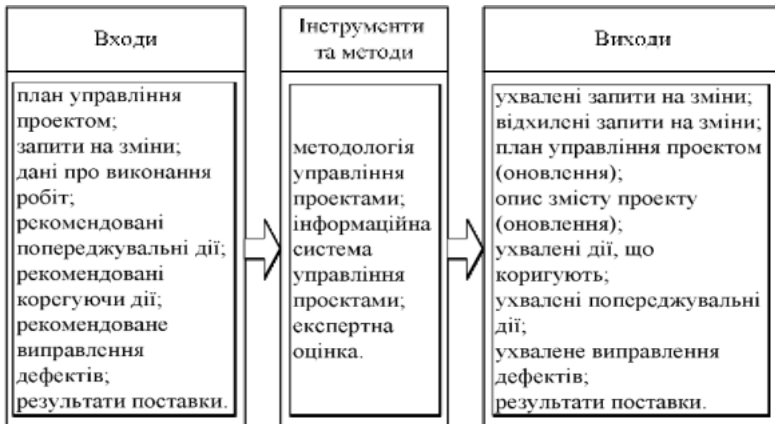 Входи
план управління
проектом;
запити на зміни;
дані про виконання
робіт;
рекомендовані
попереджувальні дії;
рекомендовані
корегуючи дії;
рекомендоване
виправлення
дефектів;
результати поставки.
Інструменти
та методи
методологія
управління
проектами;
інформаційна
система
управління
проектами;
експертна
оцінка.
Виходи
ухвалені запити на зміни;
відхилені запити на зміни;
план управління проектом
(оновлення);
опис змісту проекту
(оновлення);
ухвалені дії, що
коригують;
ухвалені попереджувальні
дії;
ухвалене виправлення
дефектів;
результати поставки.